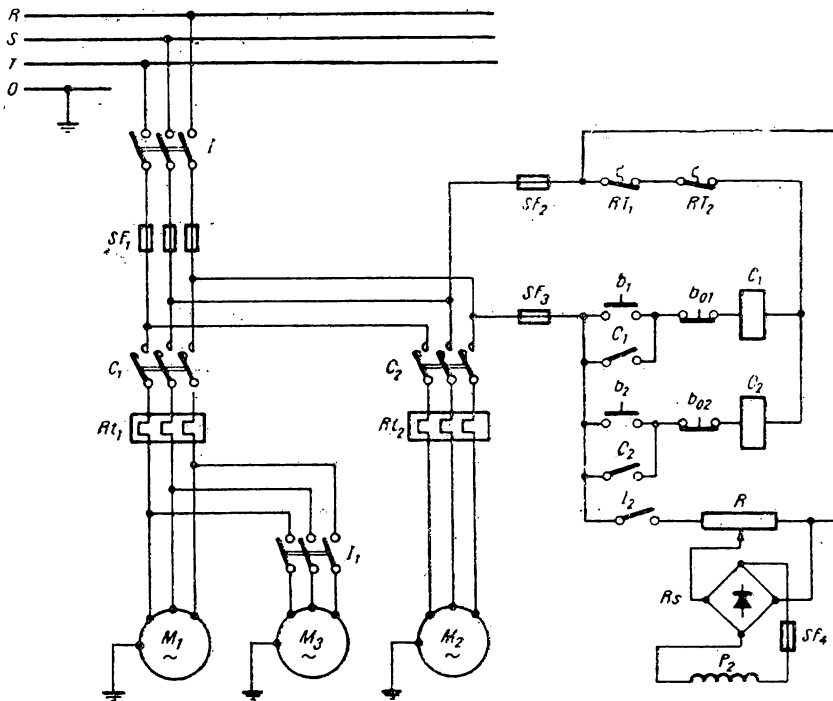 R
S
T
O
I
SF₁
SF₂
RT₁
RT₂
SF₃
b₁
b₀₁
C₁
C₁
C₁
C₂
b₂
b₀₂
C₂
Rt₁
Rt₂
C₂
I₂
R
I₁
Rs
SF₄
M₁
~
M₃
~
M₂
~
P₂